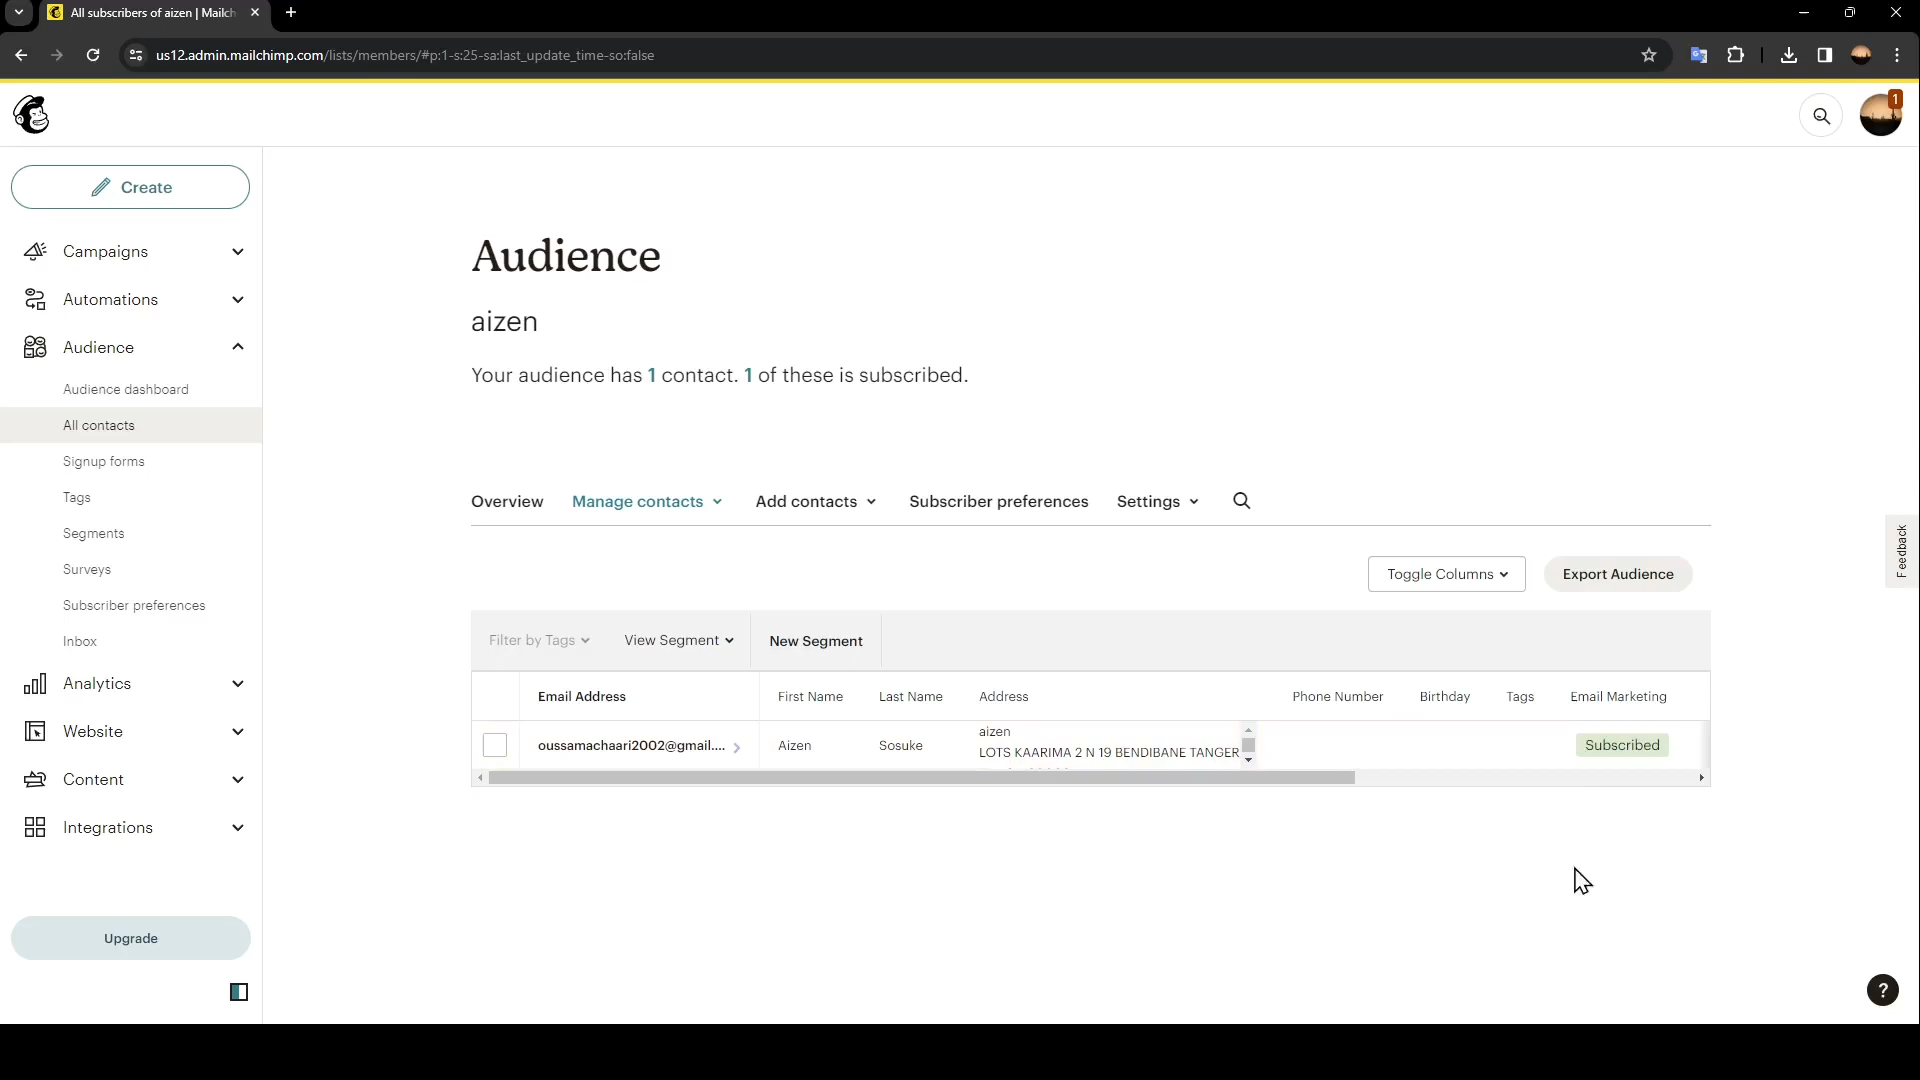 All subscribers of aizen | Mailch
us12.admin.mailchimp.com/lists/members/#p:1-s:25-sa:last_update_time-so:false
1
Create
Campaigns
Automations
Audience
Audience dashboard
All contacts
Signup forms
Tags
Segments
Surveys
Subscriber preferences
Inbox
Analytics
Website
Content
Integrations
Upgrade
Audience
aizen
Your audience has 1 contact. 1 of these is subscribed.
Overview Manage contacts Add contacts Subscriber preferences Settings
Toggle Columns Export Audience
Filter by Tags View Segment New Segment
Email Address First Name Last Name Address Phone Number Birthday Tags Email Marketing
oussamachaari2002@gmail.... Aizen Sosuke aizen
LOTS KAARIMA 2 N 19 BENDIBANE TANGER
Subscribed
Feedback
?